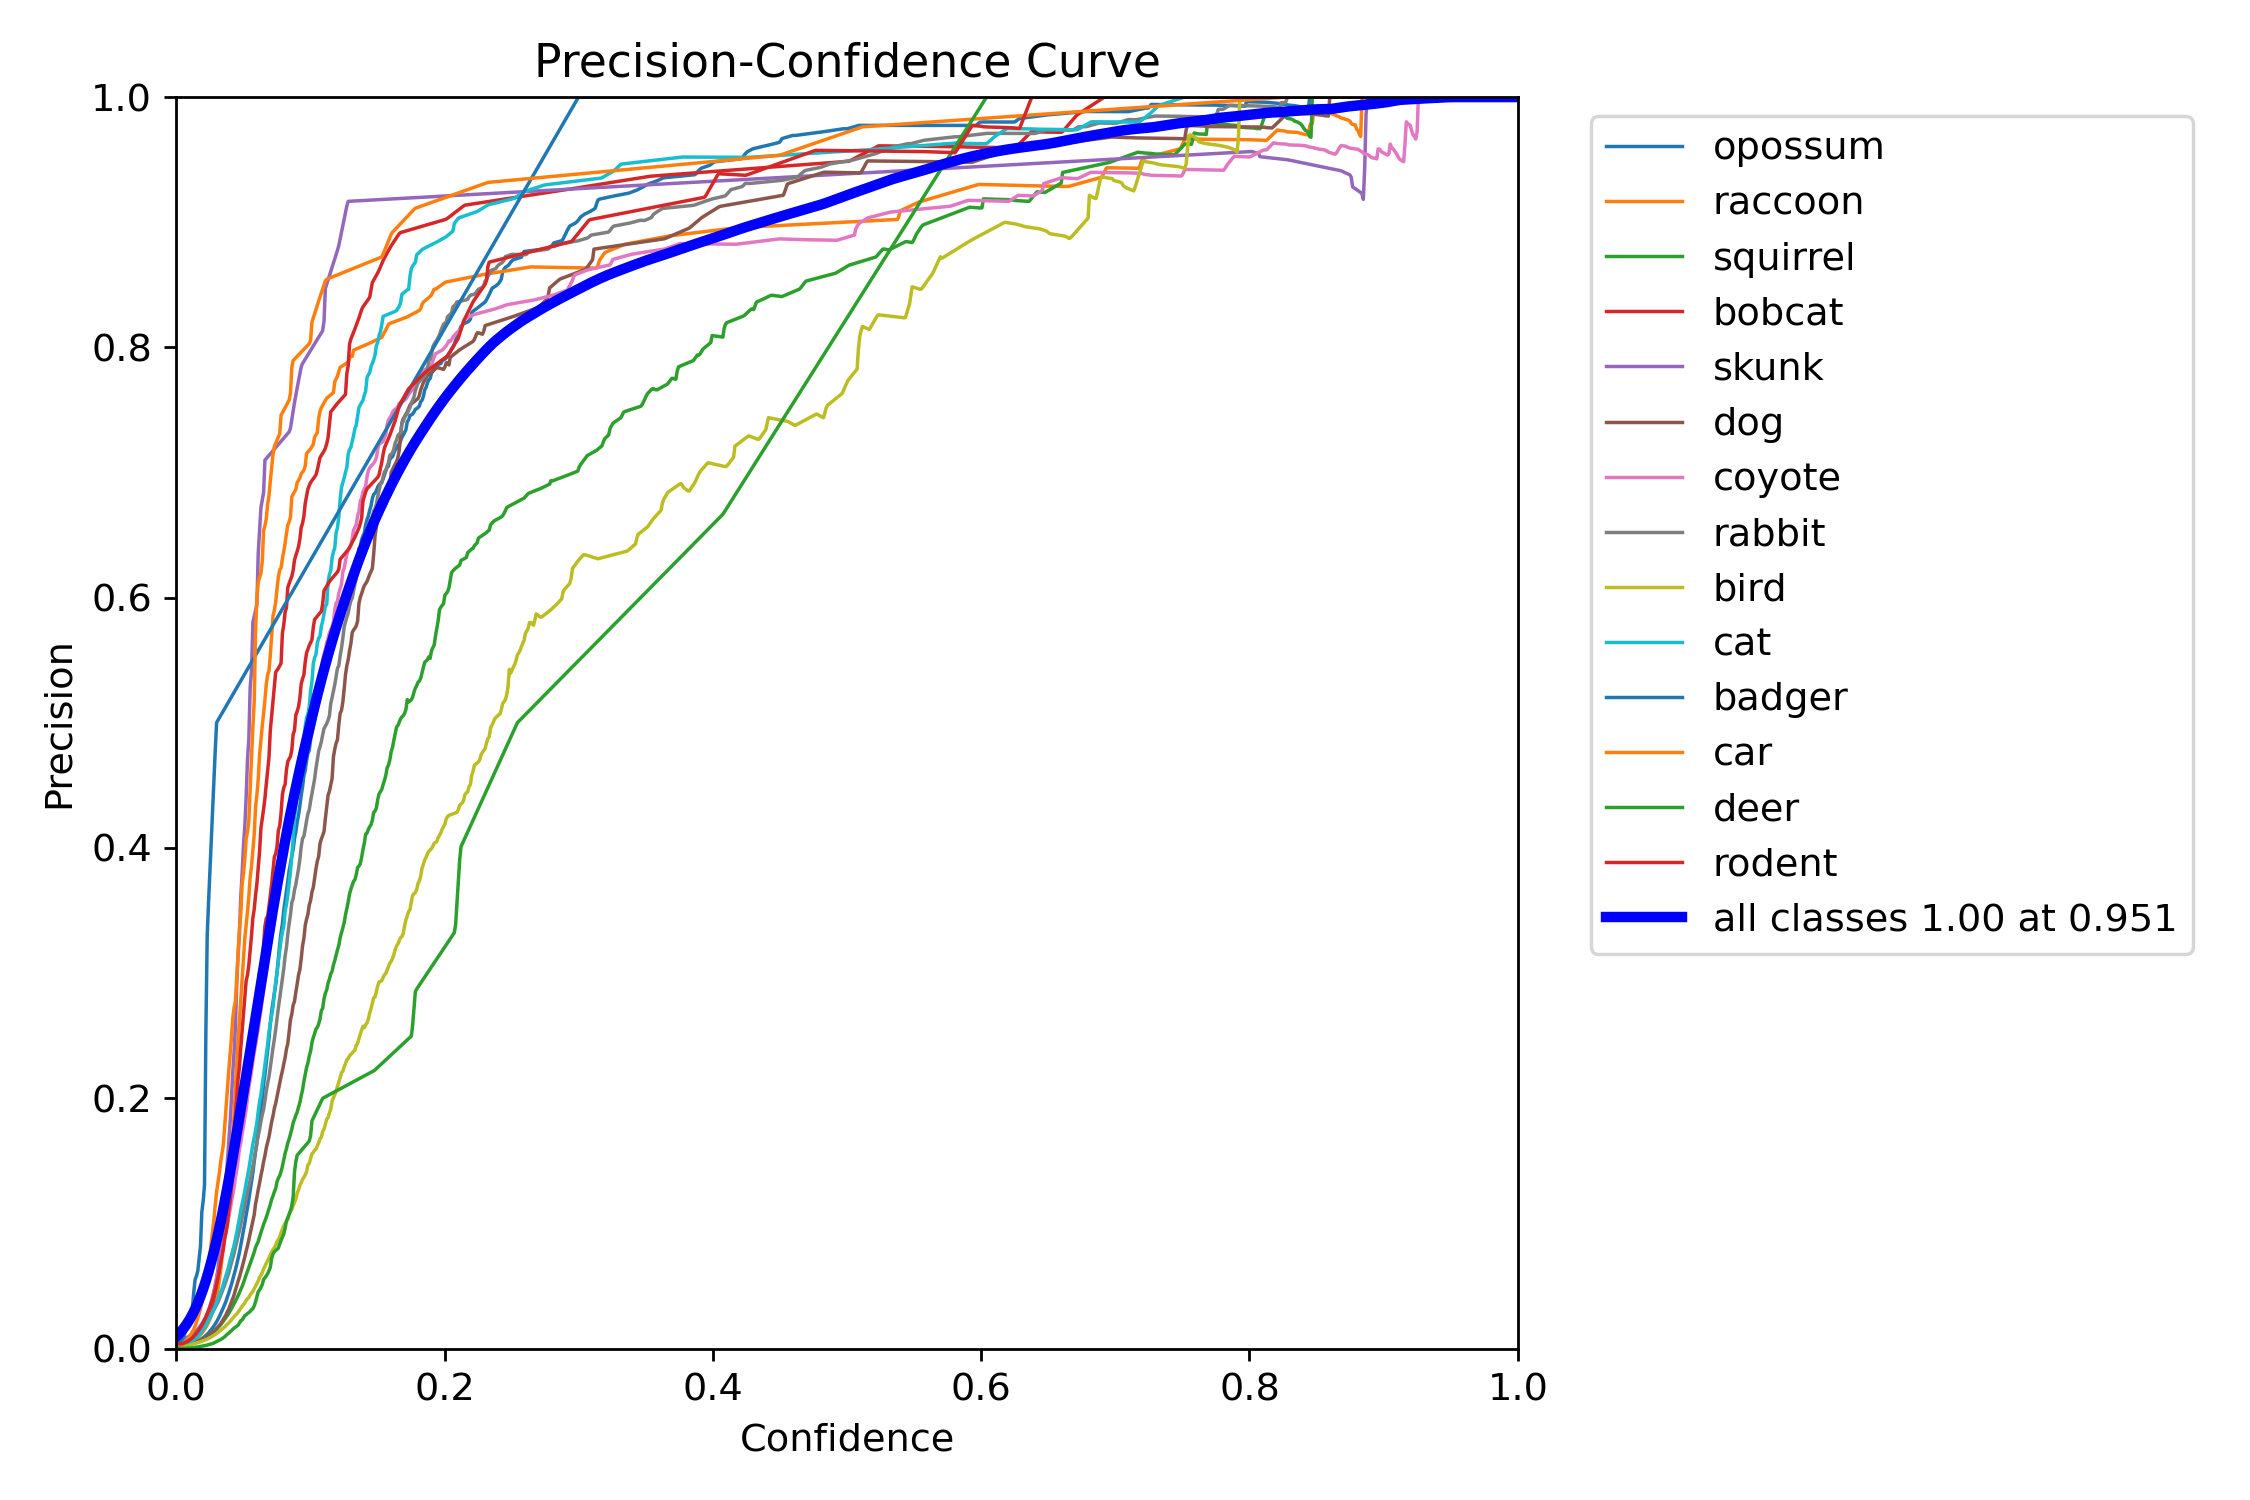 Precision-Confidence Curve
1.0
0.8
0.6
0.4
0.2
0.0
Precision
0.0 0.2 0.4 0.6 0.8 1.0
Confidence
opossum
raccoon
squirrel
bobcat
skunk
dog
coyote
rabbit
bird
cat
badger
car
deer
rodent
all classes 1.00 at 0.951